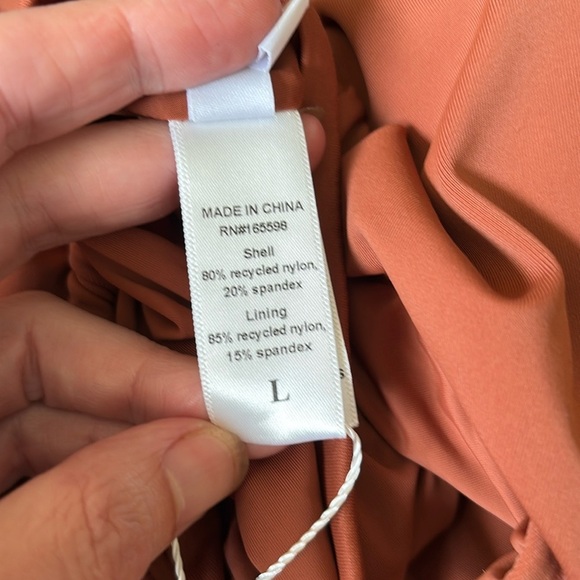 MADE IN CHINA
RN#165598
Shell
80% recycled nylon,
20% spandex
Lining
85% recycled nylon,
15% spandex
L
s